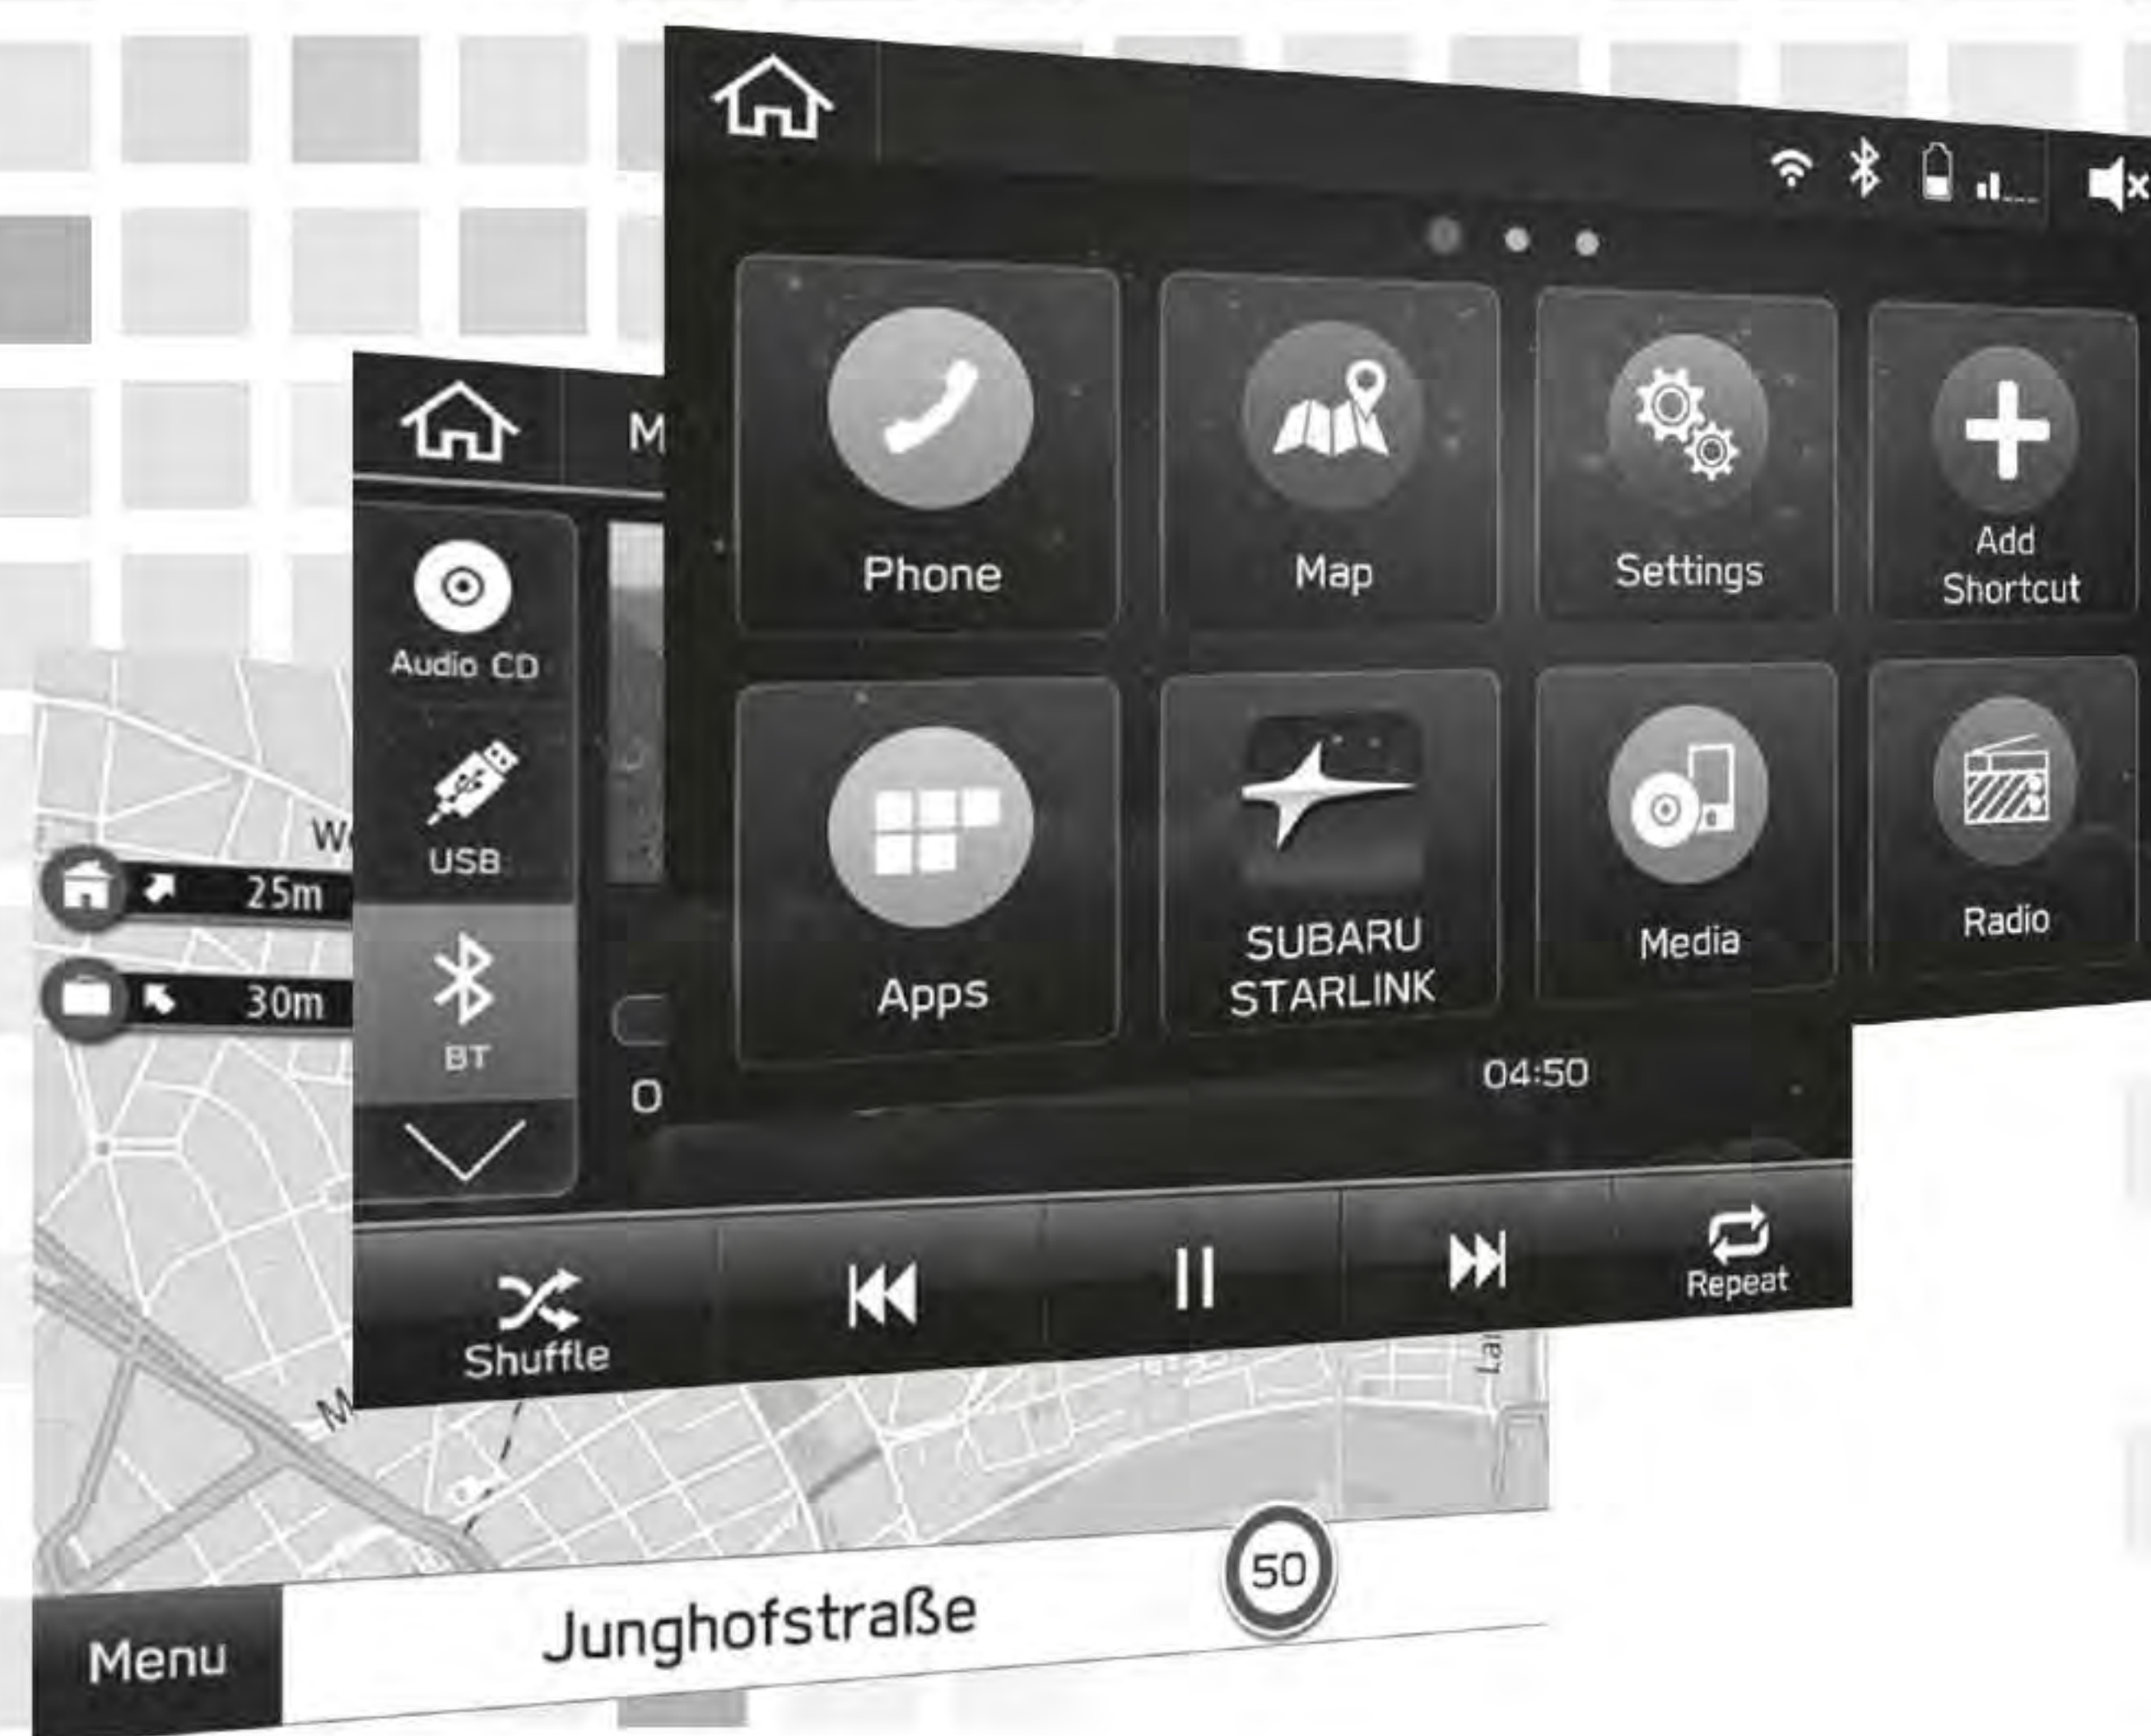 Phone
Map
Settings
Add
Shortcut
Apps
SUBARU
STARLINK
Media
Radio
M
Audio CD
USB
BT
0
04:50
Shuffle
Repeat
25m
30m
Junghofstraße
50
Menu